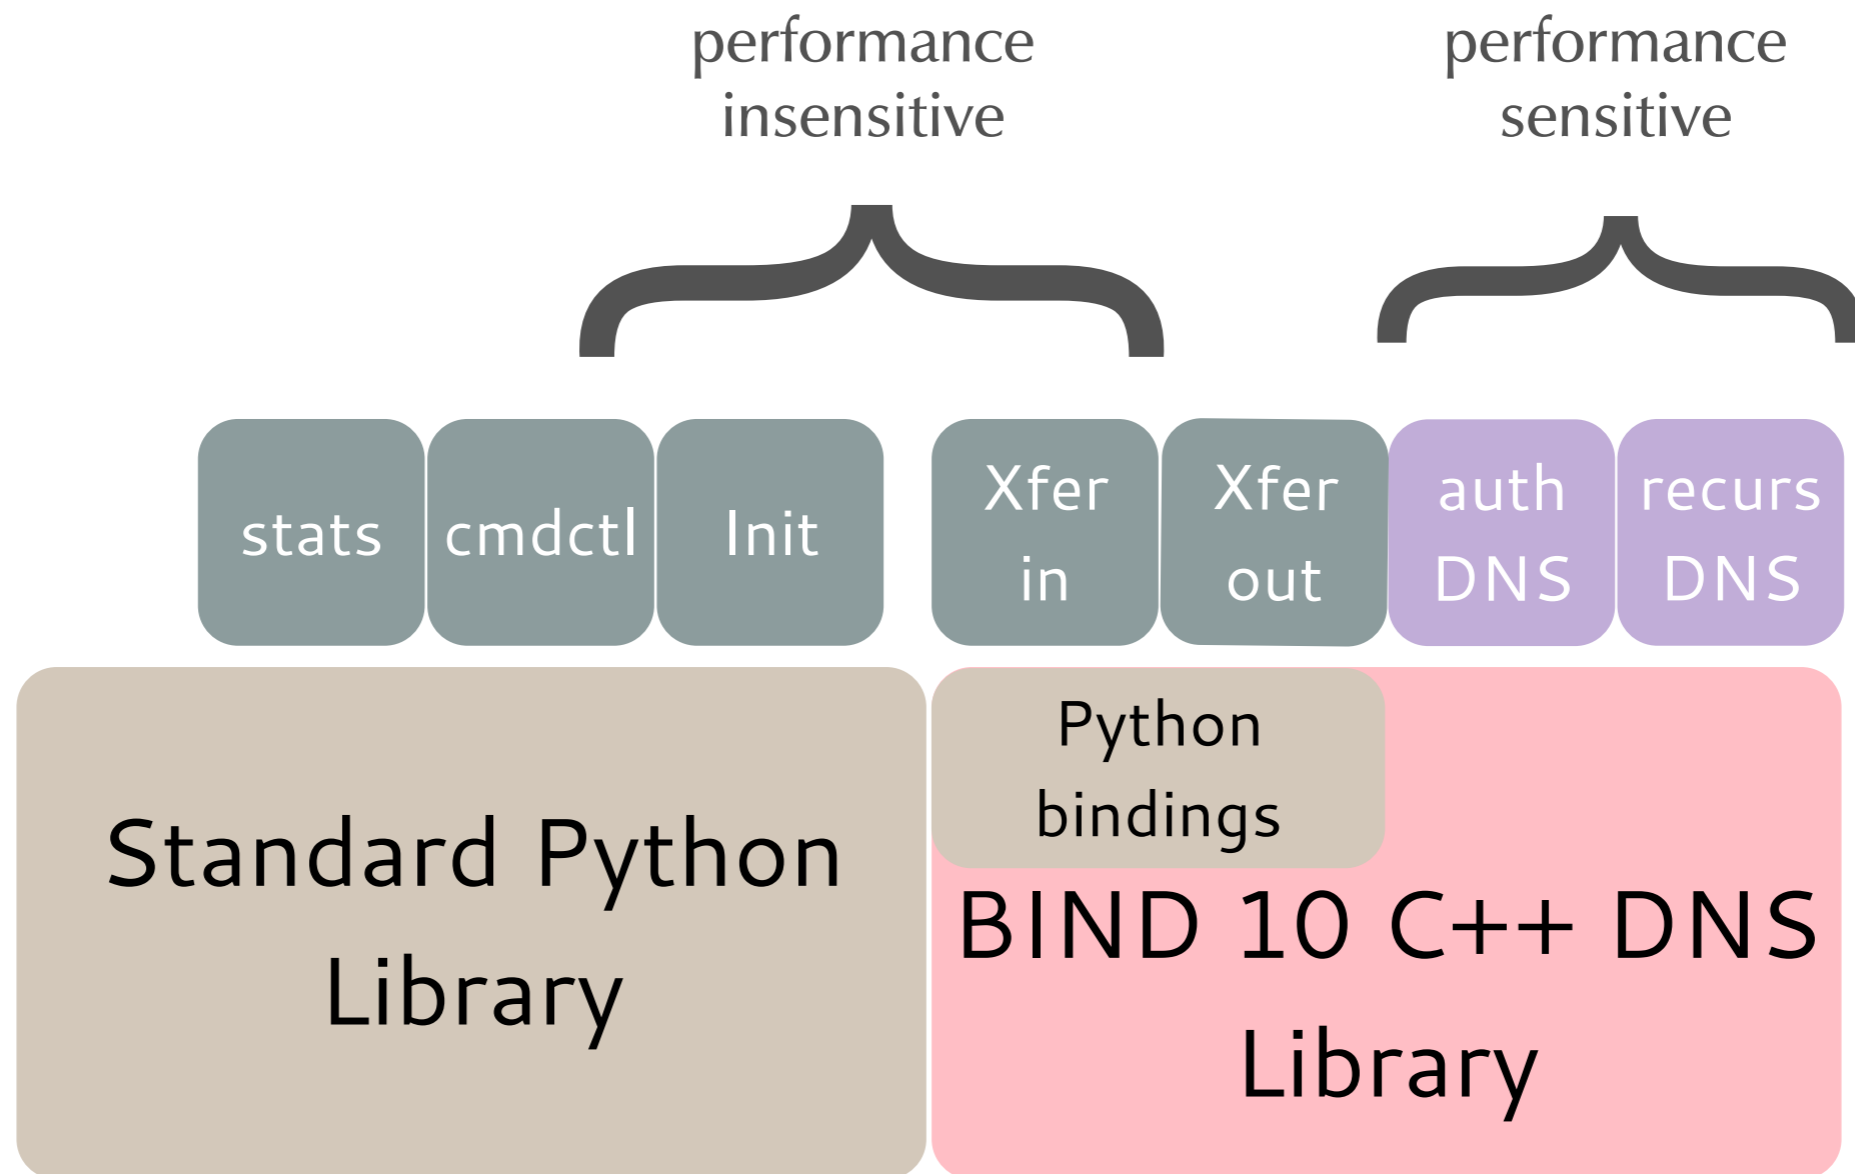 performance
insensitive
performance
sensitive
stats
cmdctl
Init
Xfer
in
Xfer
out
auth
DNS
recurs
DNS
Standard Python
Library
Python
bindings
BIND 10 C++ DNS
Library